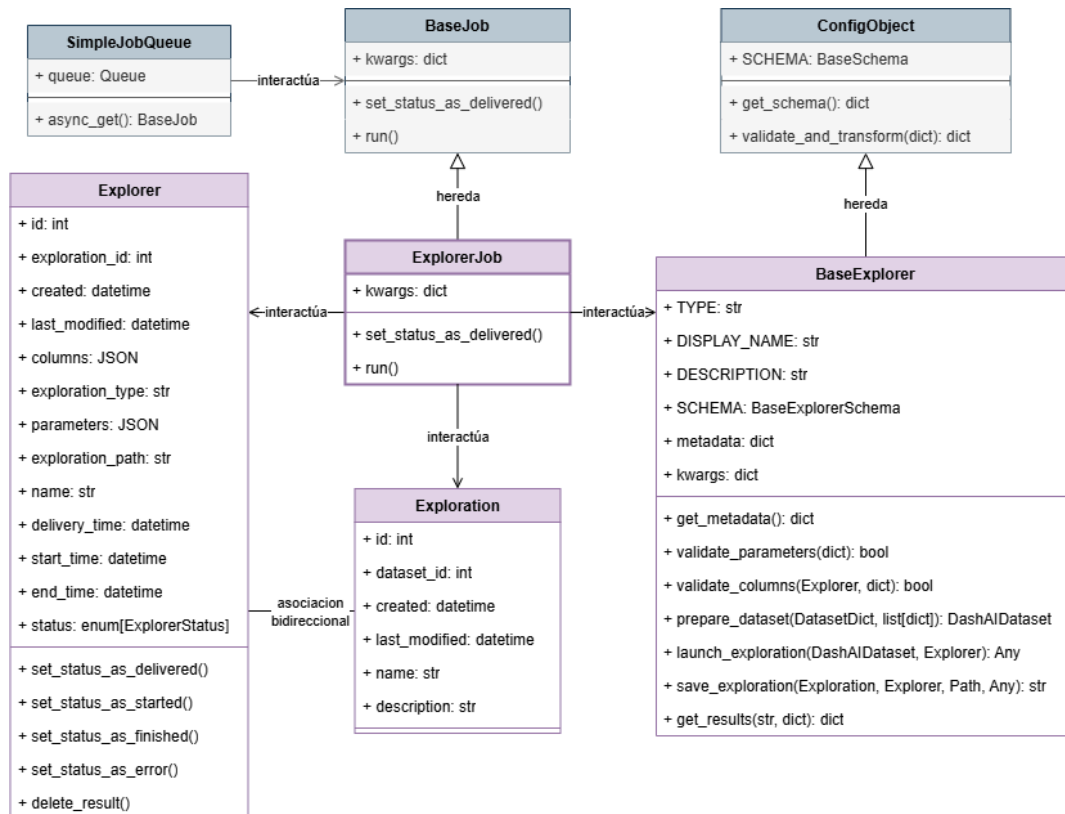 SimpleJobQueue
+ queue: Queue
+ async_get(): BaseJob
interactúa
BaseJob
+ kwargs: dict
+ set_status_as_delivered()
+ run()
ConfigObject
+ SCHEMA: BaseSchema
+ get_schema(): dict
+ validate_and_transform(dict): dict
hereda
hereda
Explorer
+ id: int
+ exploration_id: int
+ created: datetime
+ last_modified: datetime
+ columns: JSON
+ exploration_type: str
+ parameters: JSON
+ exploration_path: str
+ name: str
+ delivery_time: datetime
+ start_time: datetime
+ end_time: datetime
+ status: enum[ExplorerStatus]
+ set_status_as_delivered()
+ set_status_as_started()
+ set_status_as_finished()
+ set_status_as_error()
+ delete_result()
interactúa
ExplorerJob
+ kwargs: dict
+ set_status_as_delivered()
+ run()
interactúa
interactúa
asociacion
bidireccional
Exploration
+ id: int
+ dataset_id: int
+ created: datetime
+ last_modified: datetime
+ name: str
+ description: str
BaseExplorer
+ TYPE: str
+ DISPLAY_NAME: str
+ DESCRIPTION: str
+ SCHEMA: BaseExplorerSchema
+ metadata: dict
+ kwargs: dict
+ get_metadata(): dict
+ validate_parameters(dict): bool
+ validate_columns(Explorer, dict): bool
+ prepare_dataset(DatasetDict, list[dict]): DashAIDataset
+ launch_exploration(DashAIDataset, Explorer): Any
+ save_exploration(Exploration, Explorer, Path, Any): str
+ get_results(str, dict): dict